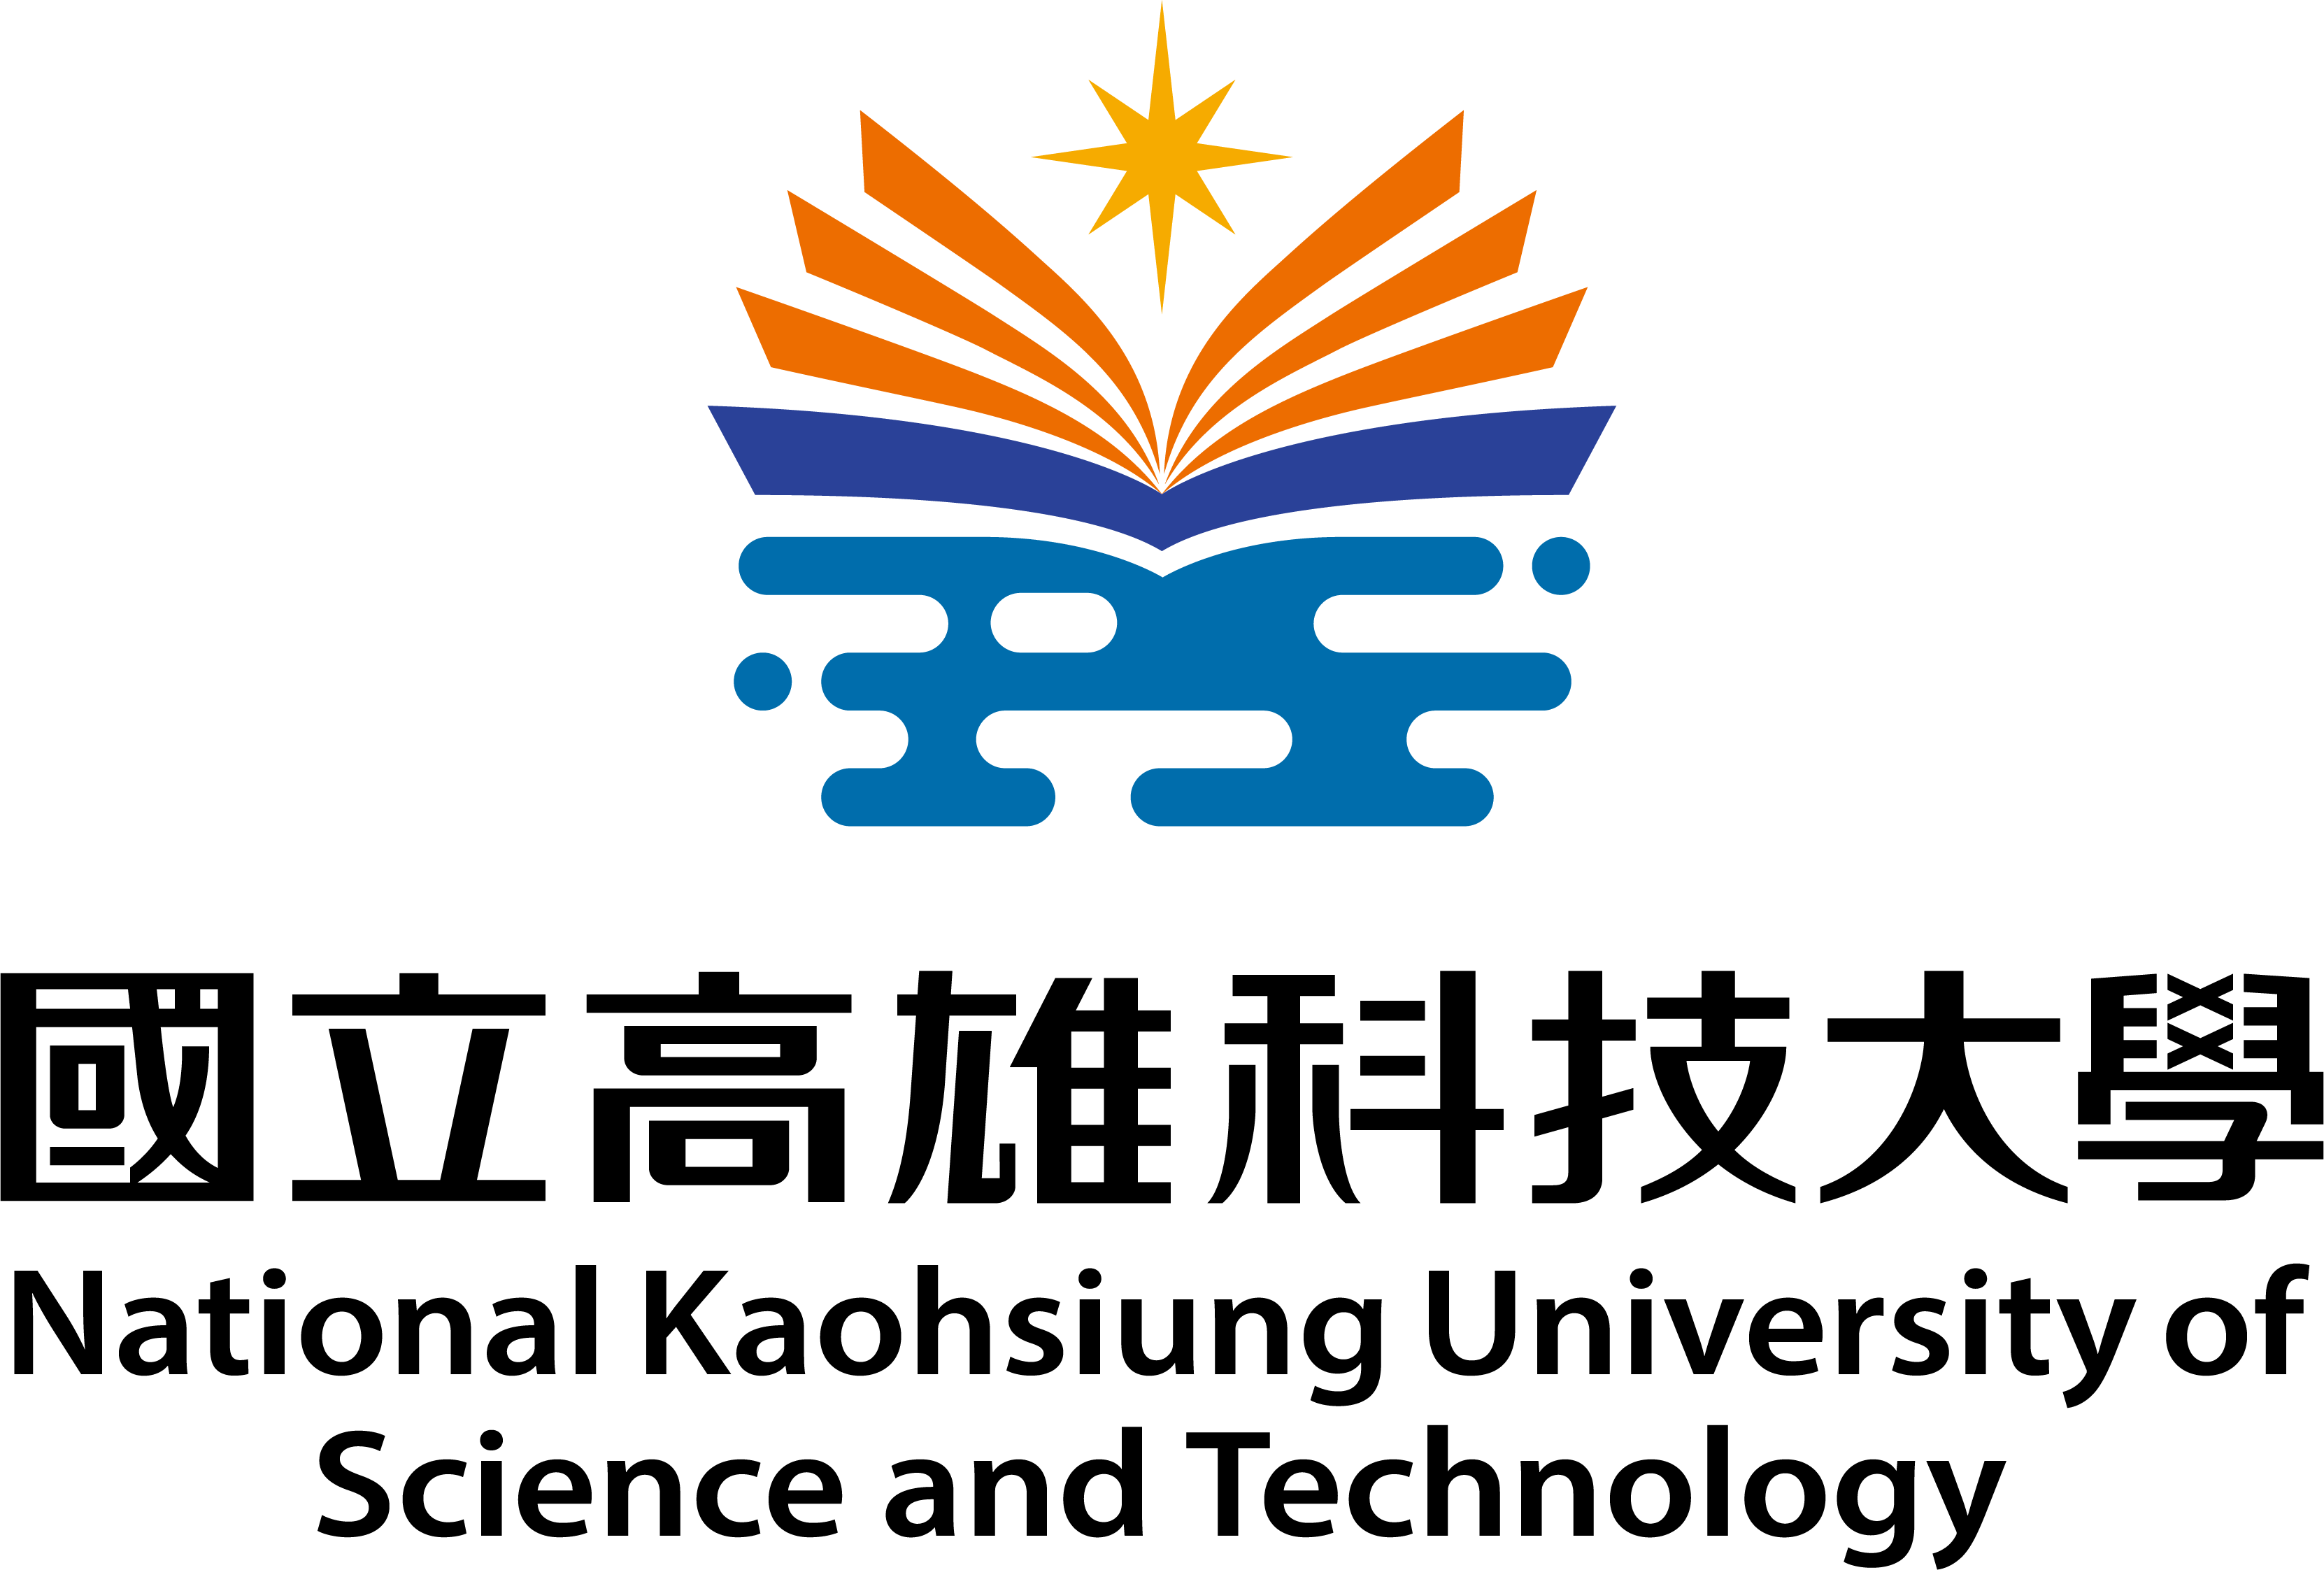 國立高雄科技大學
National Kaohsiung University of
Science and Technology